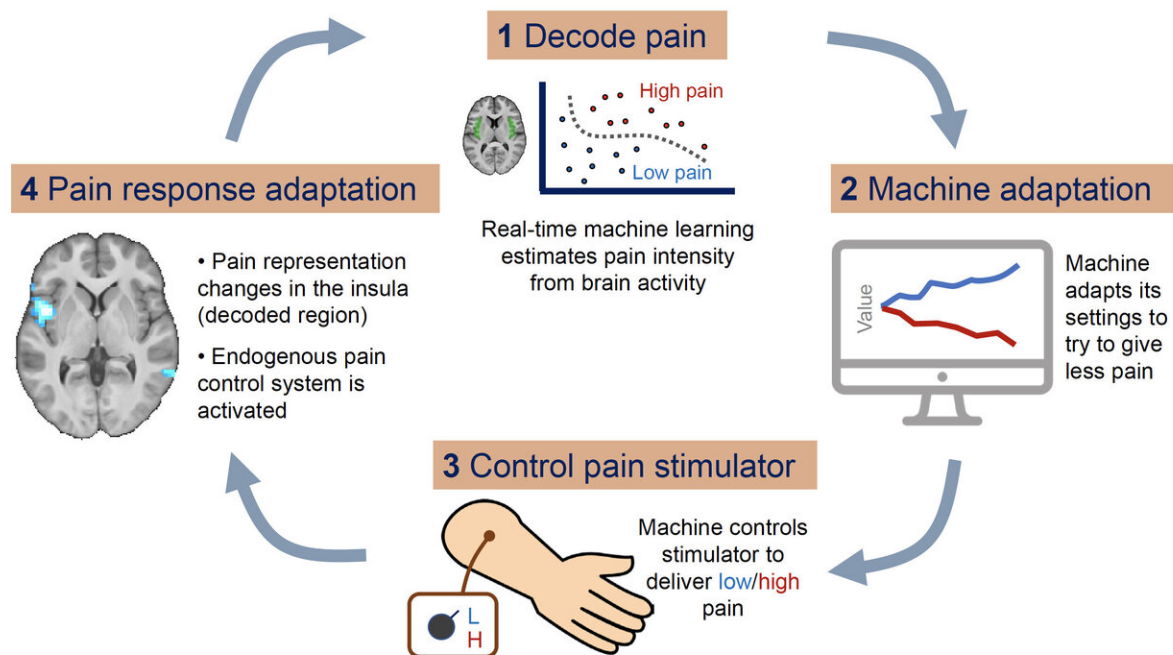 1 Decode pain
High pain
Low pain
Real-time machine learning
estimates pain intensity
from brain activity
2 Machine adaptation
Value
Machine
adapts its
settings to
try to give
less pain
3 Control pain stimulator
L
H
Machine controls
stimulator to
deliver low/high
pain
4 Pain response adaptation
• Pain representation
changes in the insula
(decoded region)
• Endogenous pain
control system is
activated